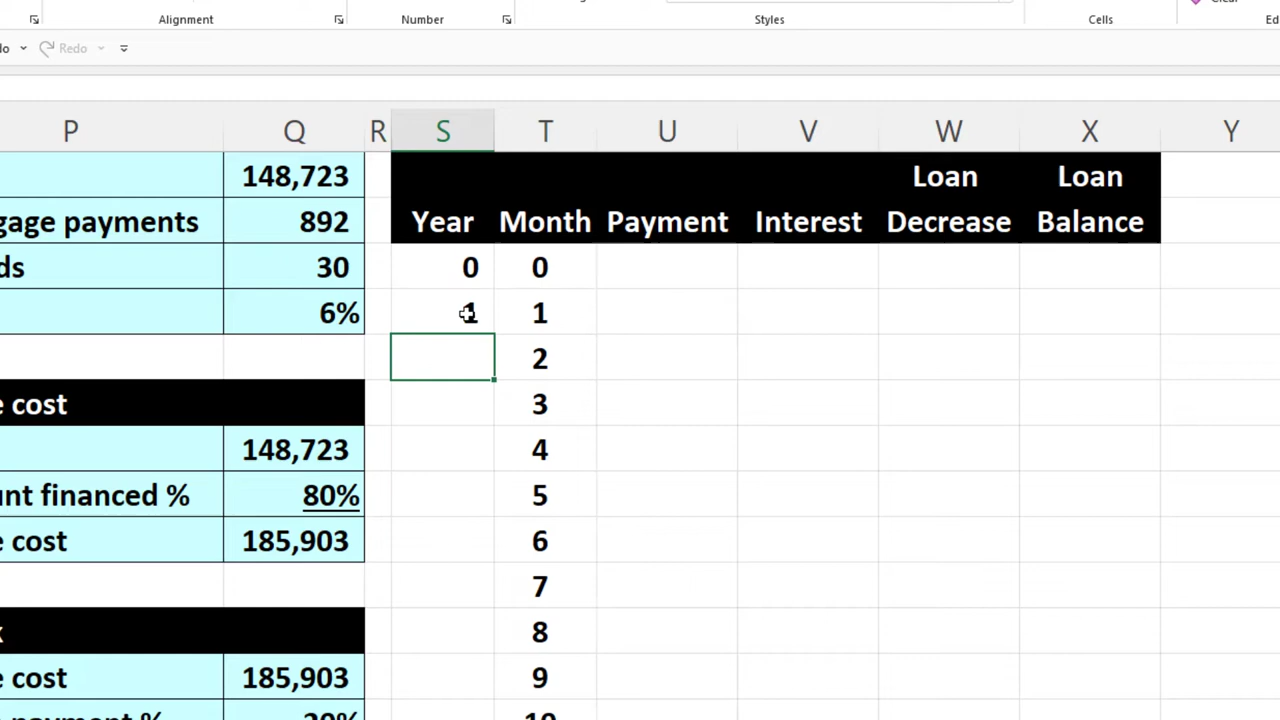 Alignment Number Styles Cells
Redo
P Q R S T U V W X Y
148,723 Loan Loan
gage payments 892 Year Month Payment Interest Decrease Balance
ds 30 0 0
6% 1 1
2
e cost 3
148,723 4
unt financed % 80% 5
e cost 185,903 6
7
8
e cost 185,903 9